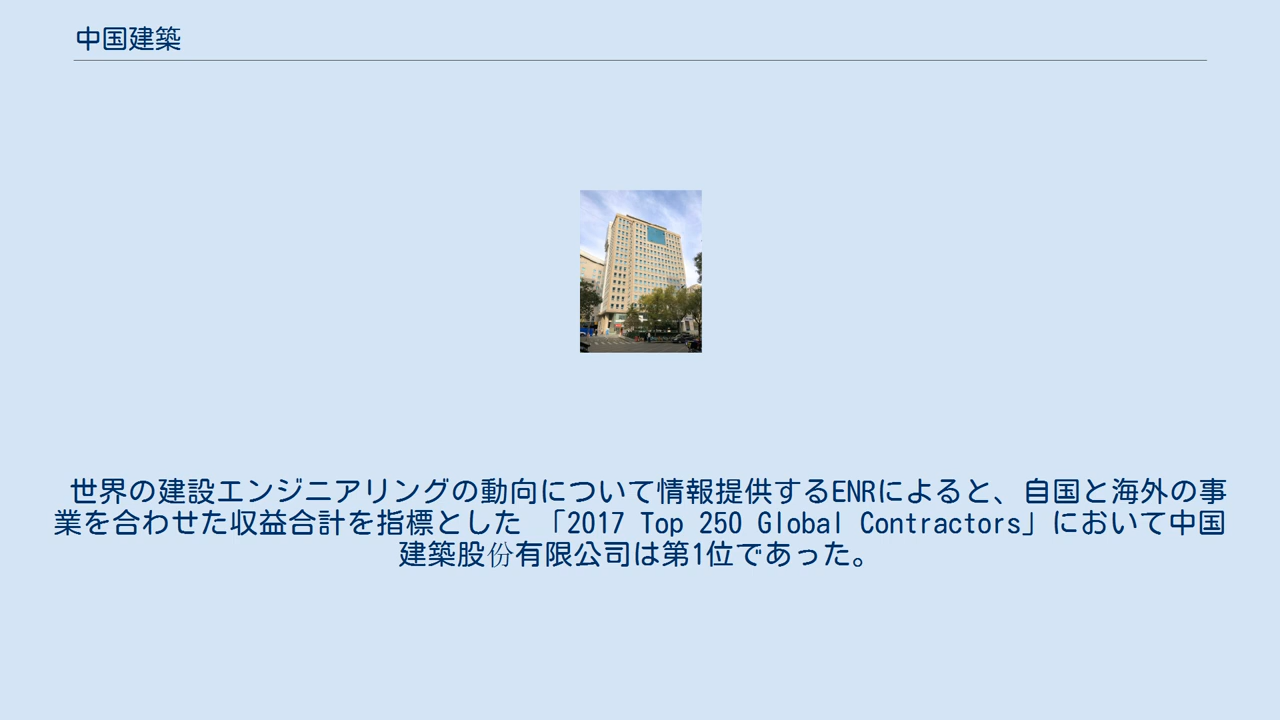 中国建築
世界の建設エンジニアリングの動向について情報提供するENRによると、自国と海外の事
業を合わせた収益合計を指標とした 「2017 Top 250 Global Contractors」において中国
建築股份有限公司は第1位であった。